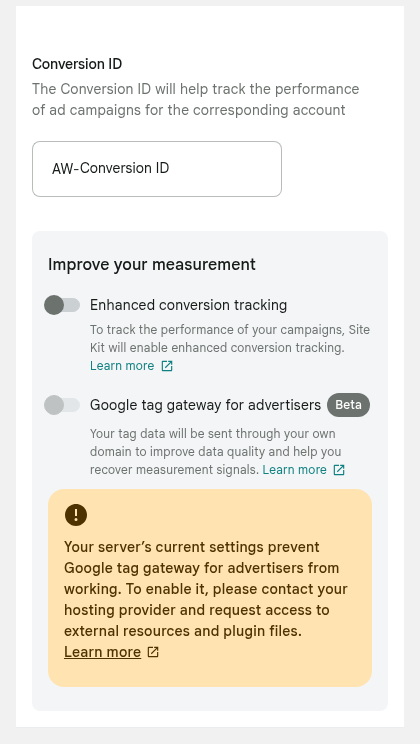 Conversion ID
The Conversion ID will help track the performance
of ad campaigns for the corresponding account
AW-Conversion ID
Improve your measurement
Enhanced conversion tracking
To track the performance of your campaigns, Site
Kit will enable enhanced conversion tracking.
Learn more
Google tag gateway for advertisers Beta
Your tag data will be sent through your own
domain to improve data quality and help you
recover measurement signals. Learn more
Your server’s current settings prevent
Google tag gateway for advertisers from
working. To enable it, please contact your
hosting provider and request access to
external resources and plugin files.
Learn more